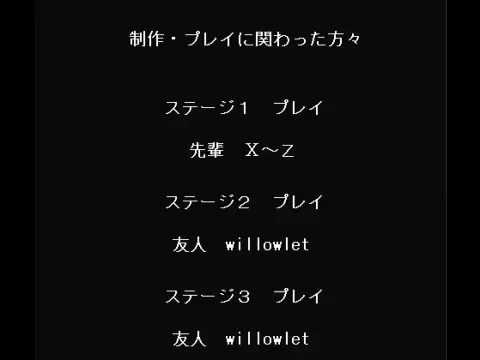 制作・プレイに関わった方々
ステージ１　プレイ
先輩　Ｘ～Ｚ
ステージ２　プレイ
友人　willowlet
ステージ３　プレイ
友人　willowlet